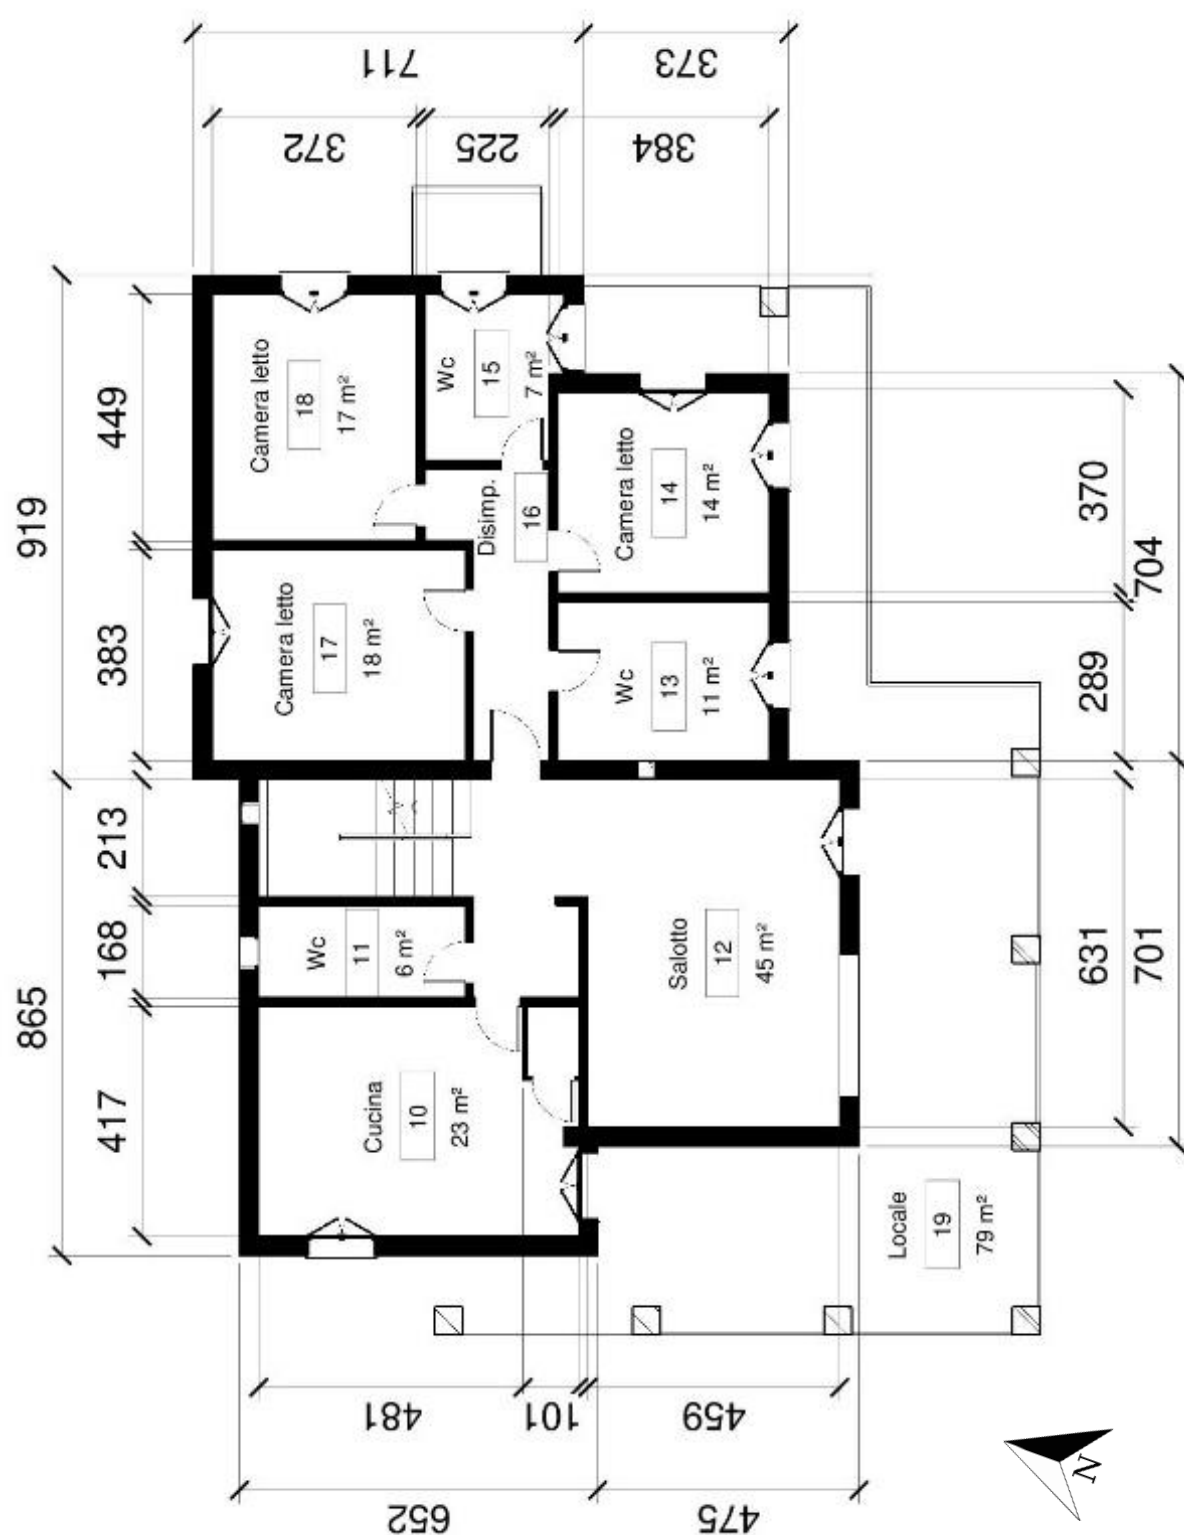 711
373
372
225
384
Camera letto
18
17 m²
Wc
15
7 m²
449
919
Disimp.
16
Camera letto
14
14 m²
370
704
Camera letto
17
18 m²
383
Wc
13
11 m²
289
213
168
Wc
11
6 m²
Salotto
12
45 m²
631
701
865
417
Cucina
10
23 m²
Locale
19
79 m²
481
101
459
652
475
N